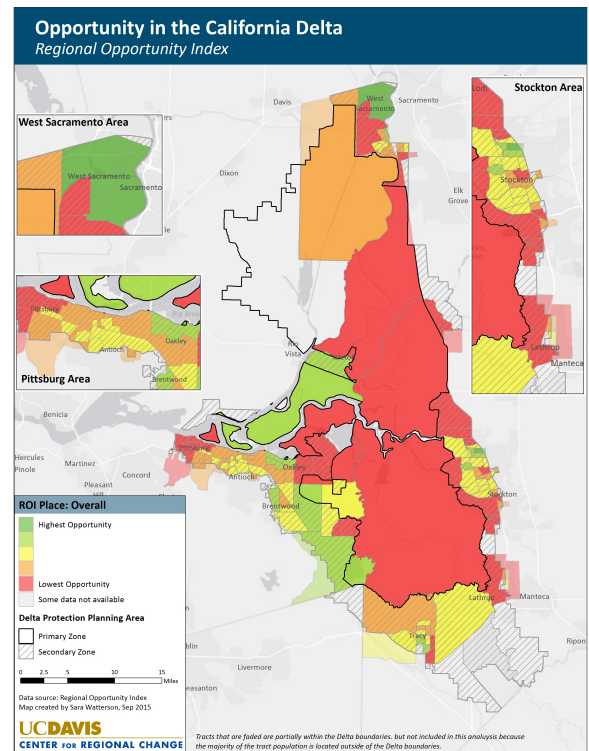 Opportunity in the California Delta
Regional Opportunity Index
Davis
West
Sacramento
Sacramento
Stockton Area
Lodi
Stockton
Lathrop
Manteca
West Sacramento Area
West Sacramento
Sacramento
Dixon
Elk
Grove
Rio
Vista
Pittsburg
Antioch
Oakley
Brentwood
Pittsburg Area
Benicia
Hercules
Pinole
Martinez
Pleasant
Concord
Pittsburg
Antioch
Oakley
Brentwood
Stockton
Lathrop
Manteca
Ripon
Tracy
Livermore
ROI Place: Overall
Highest Opportunity
Lowest Opportunity
Some data not available
Delta Protection Planning Area
Primary Zone
Secondary Zone
0 2.5 5 10 15
Miles
Data source: Regional Opportunity Index
Map created by Sara Watterson, Sep 2015
UCDAVIS
CENTER FOR REGIONAL CHANGE
Tracts that are faded are partially within the Delta boundaries, but not included in this analuysis because
the majority of the tract population is located outside of the Delta boundaries.